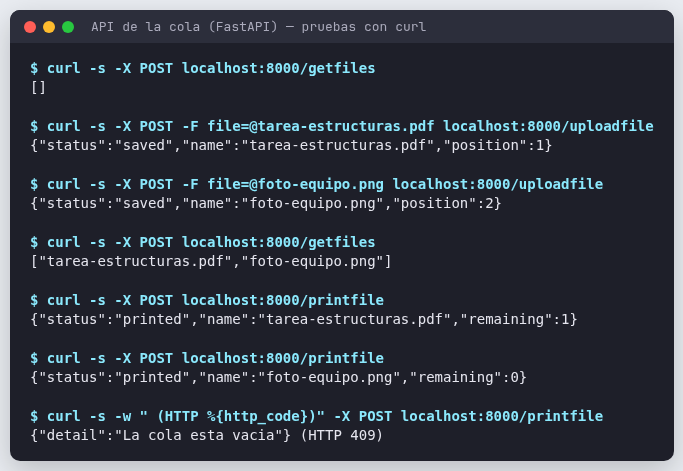 API de la cola (FastAPI) — pruebas con curl
$ curl -s -X POST localhost:8000/getfiles
[]
$ curl -s -X POST -F file=@tarea-estructuras.pdf localhost:8000/uploadfile
{"status":"saved","name":"tarea-estructuras.pdf","position":1}
$ curl -s -X POST -F file=@foto-equipo.png localhost:8000/uploadfile
{"status":"saved","name":"foto-equipo.png","position":2}
$ curl -s -X POST localhost:8000/getfiles
["tarea-estructuras.pdf","foto-equipo.png"]
$ curl -s -X POST localhost:8000/printfile
{"status":"printed","name":"tarea-estructuras.pdf","remaining":1}
$ curl -s -X POST localhost:8000/printfile
{"status":"printed","name":"foto-equipo.png","remaining":0}
$ curl -s -w " (HTTP %{http_code})" -X POST localhost:8000/printfile
{"detail":"La cola esta vacia"} (HTTP 409)